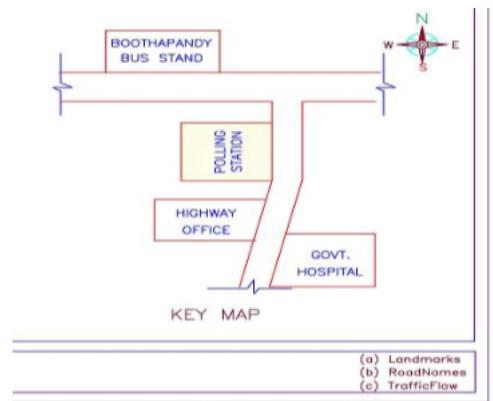 N
W E
S
BOOTHAPANDY
BUS STAND
POLLING
STATION
HIGHWAY
OFFICE
GOVT.
HOSPITAL
KEY MAP
(a) Landmarks
(b) RoadNames
(c) TrafficFlow